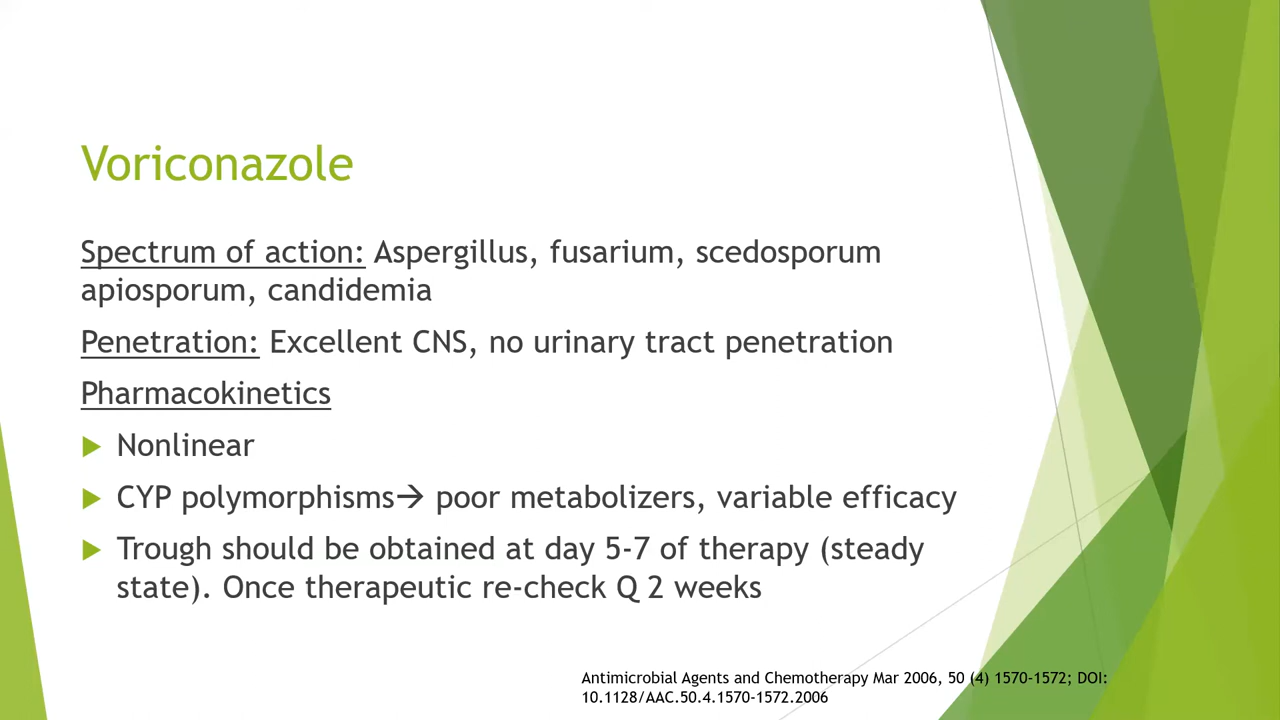 Voriconazole
Spectrum of action: Aspergillus, fusarium, scedosporum
apiosporum, candidemia
Penetration: Excellent CNS, no urinary tract penetration
Pharmacokinetics
▶ Nonlinear
▶ CYP polymorphisms→ poor metabolizers, variable efficacy
▶ Trough should be obtained at day 5-7 of therapy (steady
state). Once therapeutic re-check Q 2 weeks
Antimicrobial Agents and Chemotherapy Mar 2006, 50 (4) 1570-1572; DOI:
10.1128/AAC.50.4.1570-1572.2006